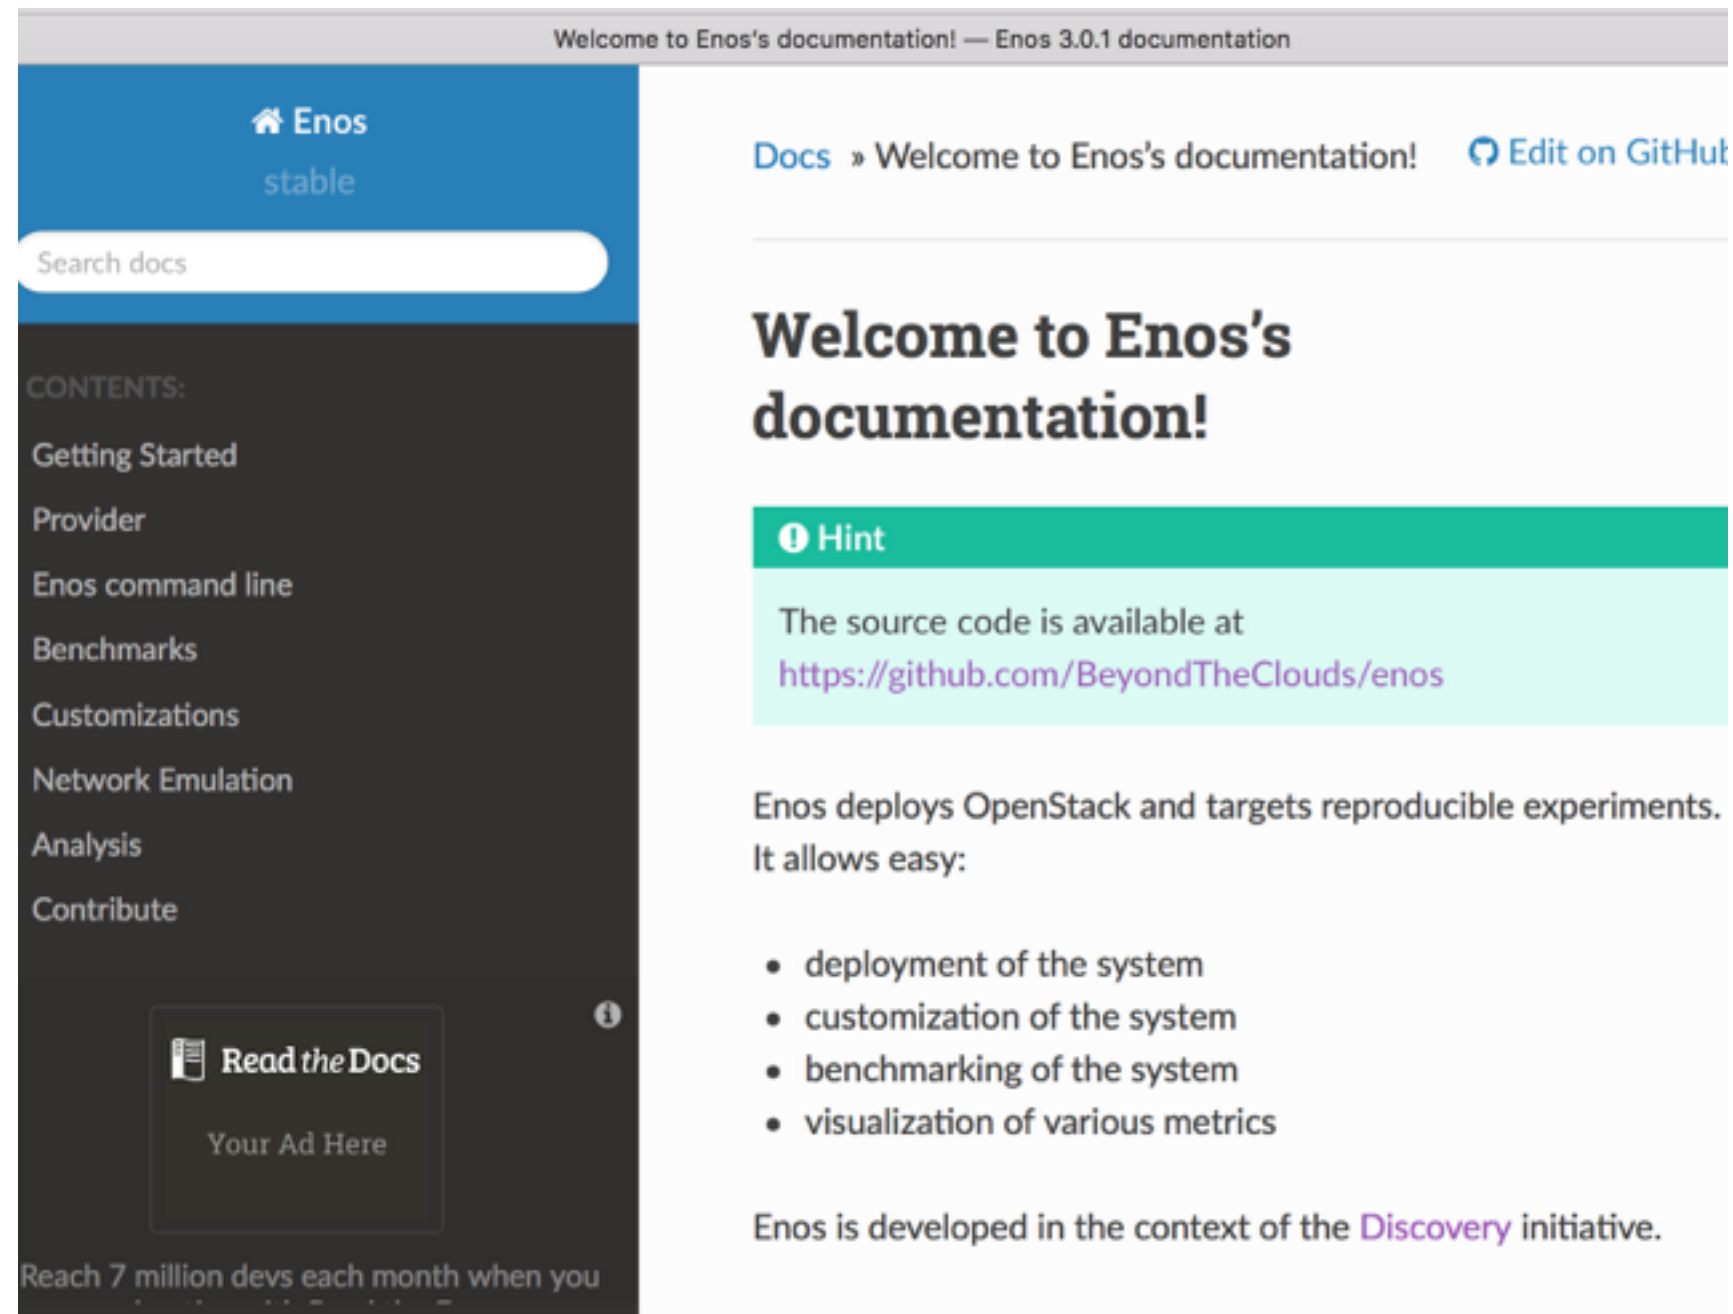 Welcome to Enos's documentation! — Enos 3.0.1 documentation
Enos
stable
Search docs
CONTENTS:
Getting Started
Provider
Enos command line
Benchmarks
Customizations
Network Emulation
Analysis
Contribute
Read the Docs
Your Ad Here
Reach 7 million devs each month when you
Docs » Welcome to Enos's documentation!
Edit on GitHub
Welcome to Enos's
documentation!
Hint
The source code is available at
https://github.com/BeyondTheClouds/enos
Enos deploys OpenStack and targets reproducible experiments.
It allows easy:
• deployment of the system
• customization of the system
• benchmarking of the system
• visualization of various metrics
Enos is developed in the context of the Discovery initiative.